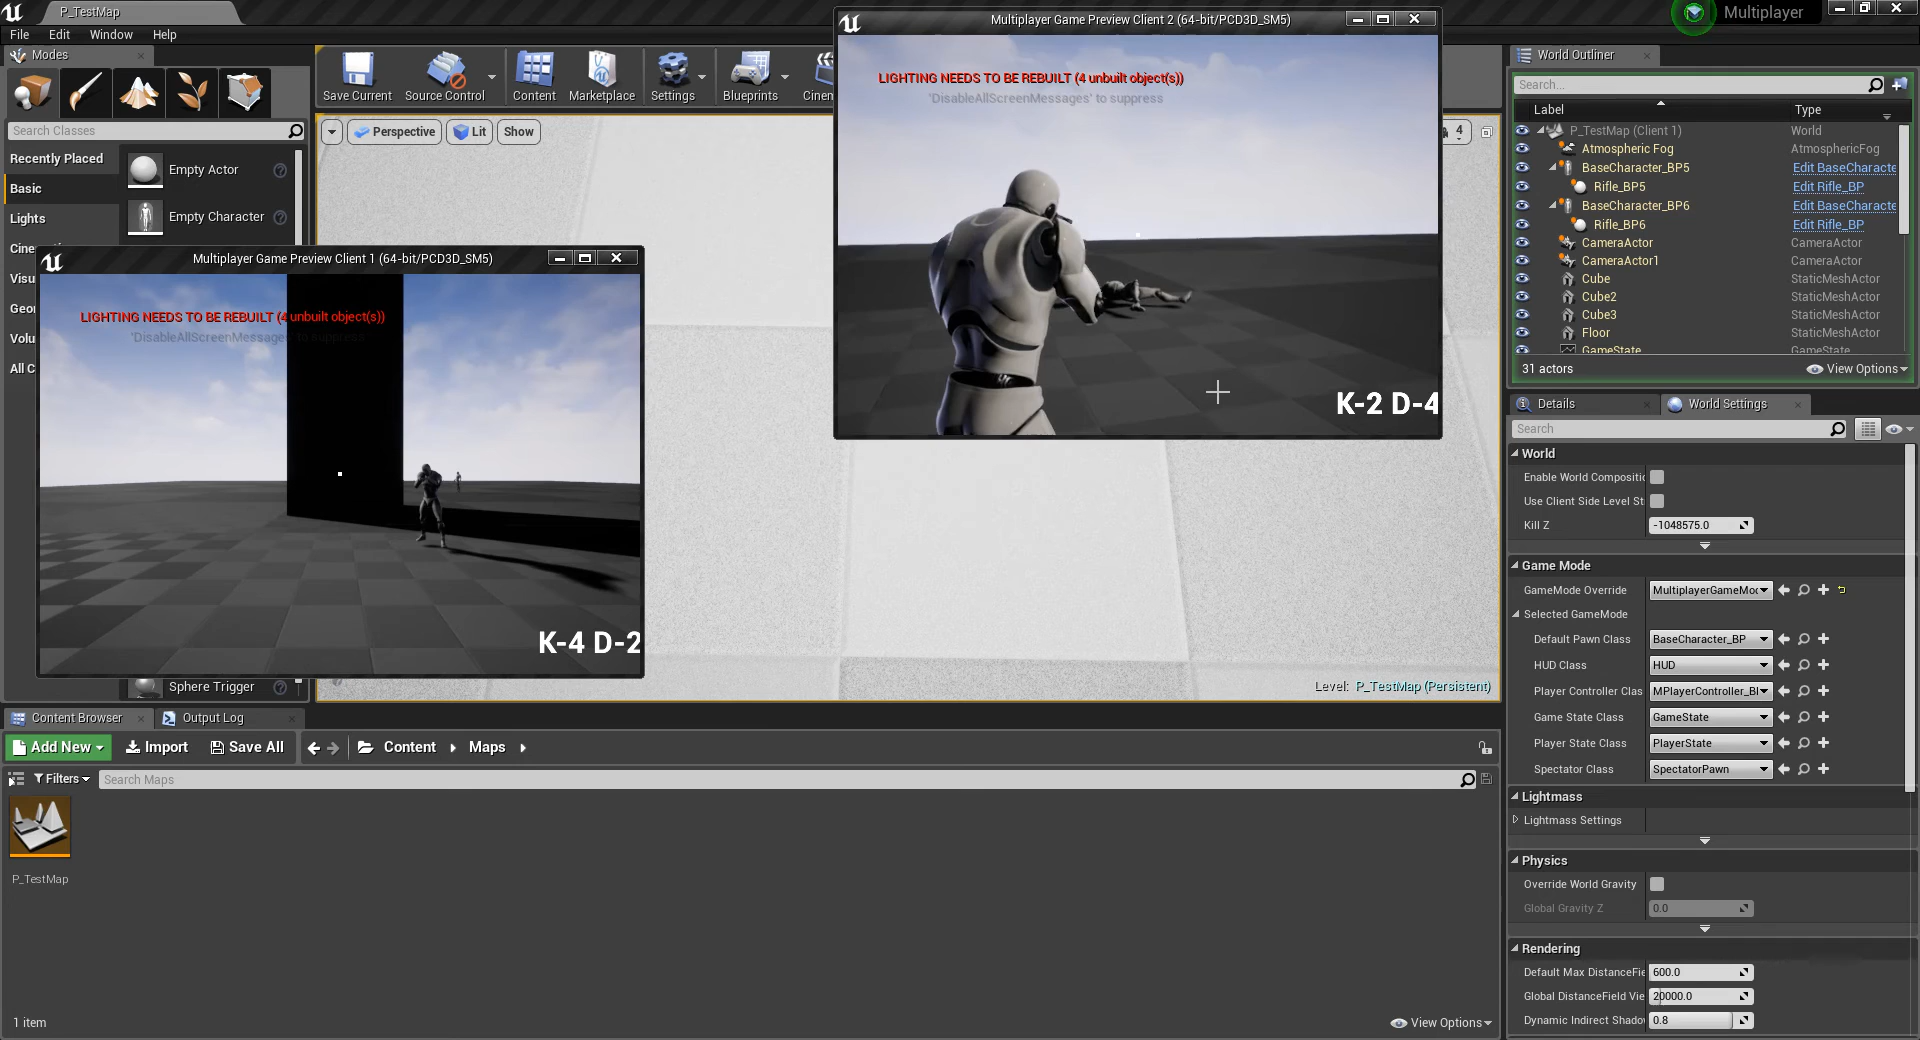 P_TestMap
Multiplayer
File Edit Window Help
Modes
Search Classes
Recently Placed
Basic
Lights
Empty Actor
Empty Character
Sphere Trigger
Save Current
Source Control
Content
Marketplace
Settings
Blueprints
Perspective
Lit
Show
4
Level: P_TestMap (Persistent)
Multiplayer Game Preview Client 1 (64-bit/PCD3D_SM5)
LIGHTING NEEDS TO BE REBUILT (4 unbuilt object(s))
'DisableAllScreenMessages' to suppress
K-4 D-2
Multiplayer Game Preview Client 2 (64-bit/PCD3D_SM5)
LIGHTING NEEDS TO BE REBUILT (4 unbuilt object(s))
'DisableAllScreenMessages' to suppress
K-2 D-4
World Outliner
Search...
Label Type
P_TestMap (Client 1) World
Atmospheric Fog AtmosphericFog
BaseCharacter_BP5 Edit BaseCharacte
Rifle_BP5 Edit Rifle_BP
BaseCharacter_BP6 Edit BaseCharacte
Rifle_BP6 Edit Rifle_BP
CameraActor CameraActor
CameraActor1 CameraActor
Cube StaticMeshActor
Cube2 StaticMeshActor
Cube3 StaticMeshActor
Floor StaticMeshActor
GameState GameState
31 actors View Options
Details World Settings
Search
World
Enable World Compositio
Use Client Side Level St
Kill Z -1048575.0
Game Mode
GameMode Override MultiplayerGameMod
Selected GameMode
Default Pawn Class BaseCharacter_BP
HUD Class HUD
Player Controller Clas MPlayerController_BI
Game State Class GameState
Player State Class PlayerState
Spectator Class SpectatorPawn
Lightmass
Lightmass Settings
Physics
Override World Gravity
Global Gravity Z 0.0
Rendering
Default Max DistanceFie 600.0
Global DistanceField Vie 20000.0
Dynamic Indirect Shado 0.8
Content Browser Output Log
Add New Import Save All Content Maps
Filters Search Maps
P_TestMap
1 item View Options